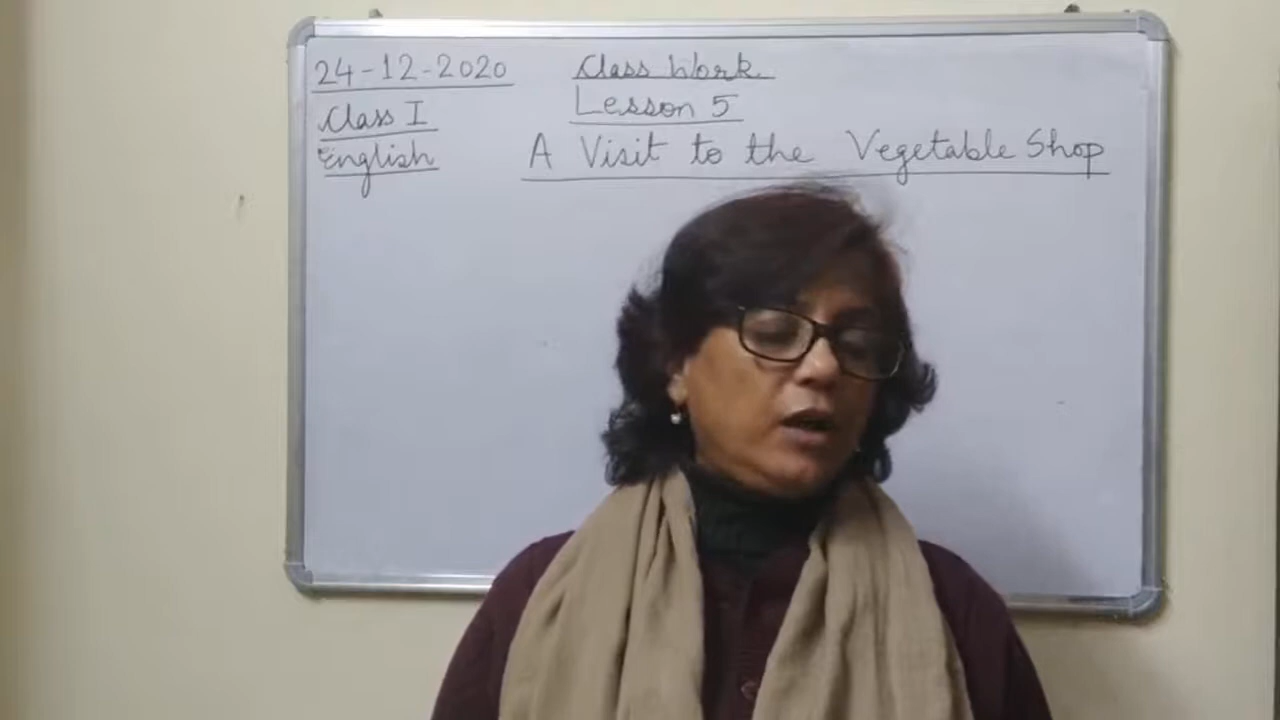 24-12-2020 Class Work
Class I Lesson 5
English A Visit to the Vegetable Shop